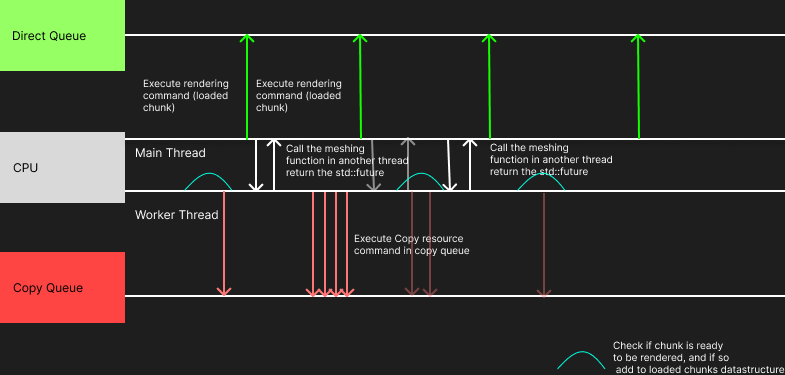 Direct Queue
Execute rendering
command (loaded
chunk)
Execute rendering
command (loaded
chunk)
CPU
Main Thread
Call the meshing
function in another thread
return the std::future
Call the meshing
function in another thread
return the std::future
Worker Thread
Execute Copy resource
command in copy queue
Copy Queue
Check if chunk is ready
to be rendered, and if so
add to loaded chunks datastructure